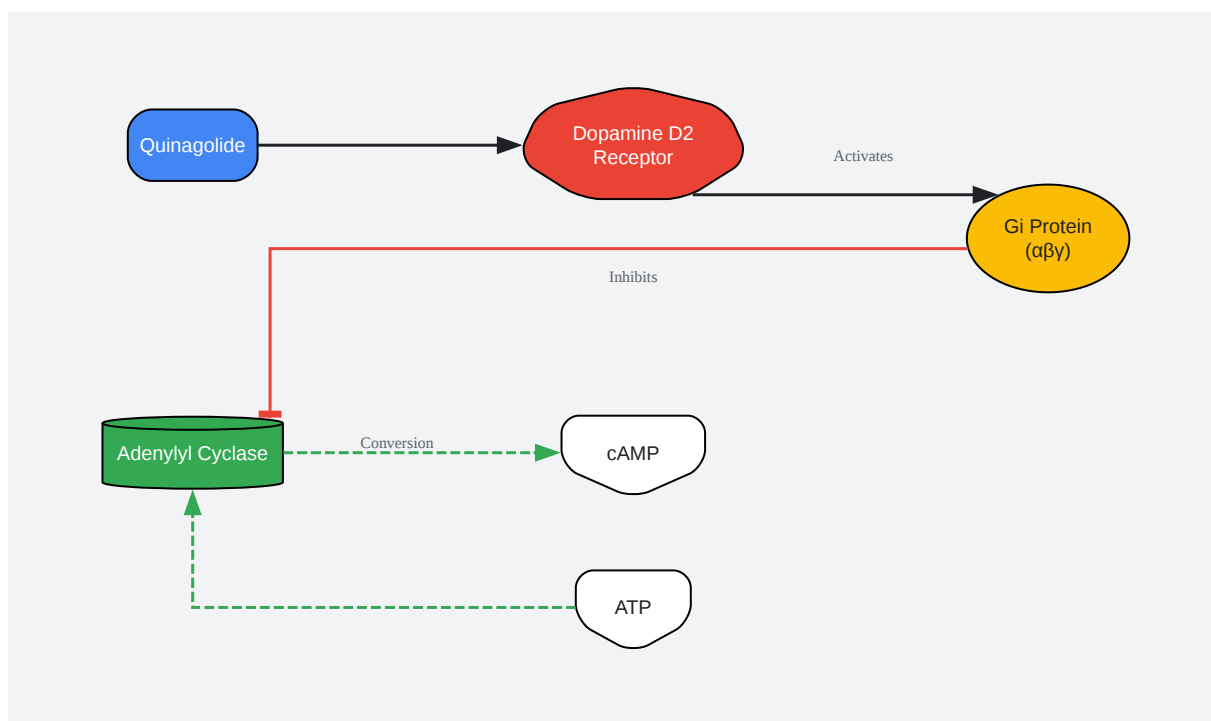 Quinagolide
Dopamine D2
Receptor
Activates
Gi Protein
(αβγ)
Inhibits
Adenylyl Cyclase
Conversion
cAMP
ATP